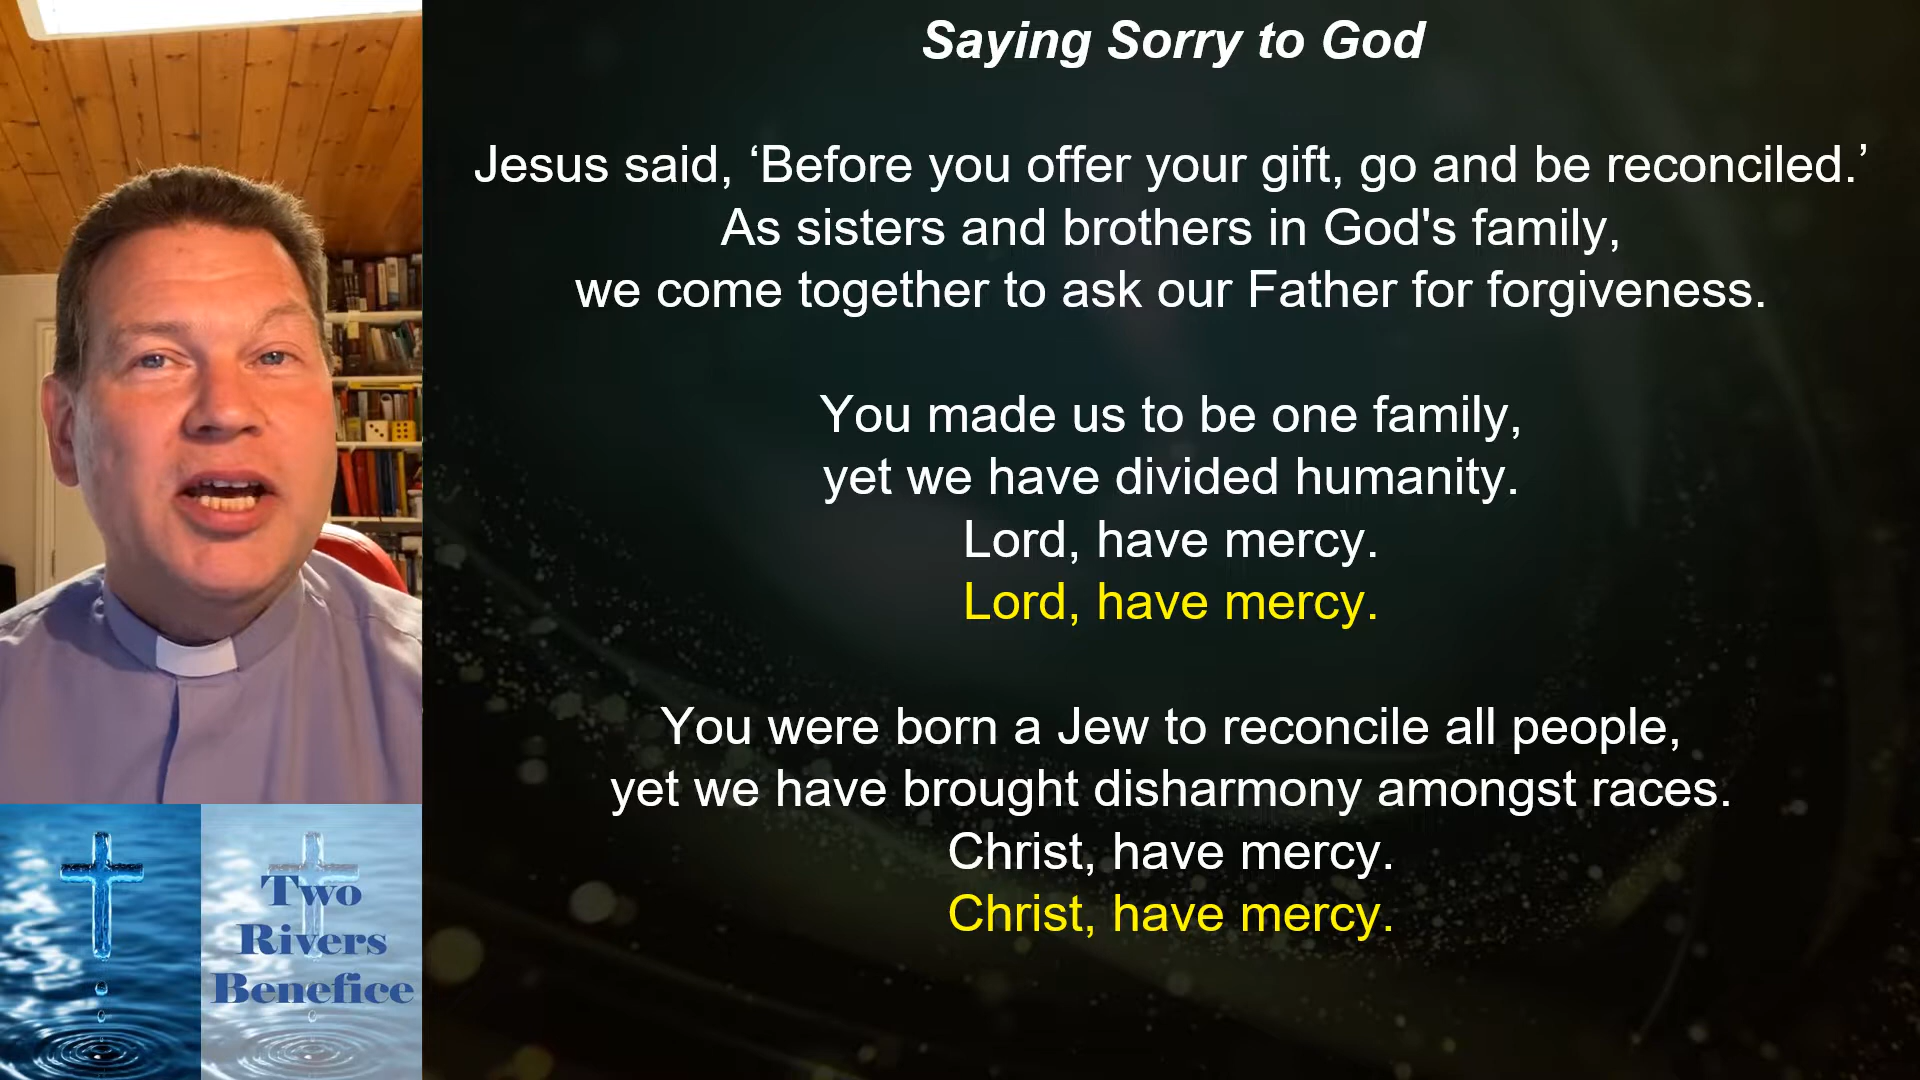 Saying Sorry to God
Jesus said, ‘Before you offer your gift, go and be reconciled.’
As sisters and brothers in God's family,
we come together to ask our Father for forgiveness.
You made us to be one family,
yet we have divided humanity.
Lord, have mercy.
Lord, have mercy.
You were born a Jew to reconcile all people,
yet we have brought disharmony amongst races.
Christ, have mercy.
Christ, have mercy.
Two
Rivers
Benefice